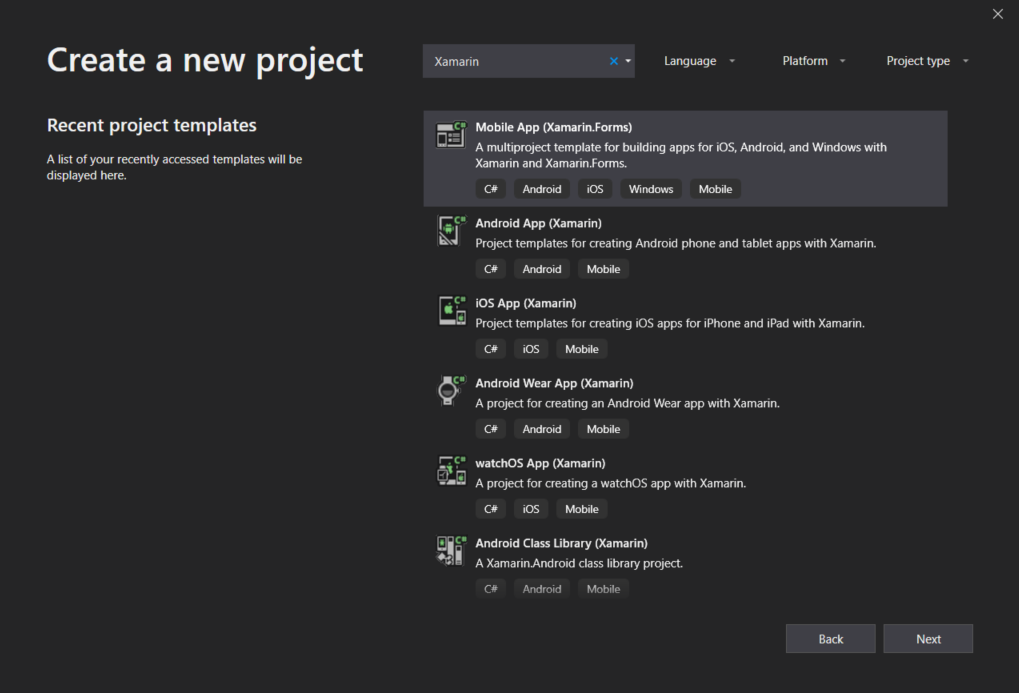 Create a new project
Xamarin
Language
Platform
Project type
Recent project templates
A list of your recently accessed templates will be
displayed here.
Mobile App (Xamarin.Forms)
A multiproject template for building apps for iOS, Android, and Windows with
Xamarin and Xamarin.Forms.
C# Android iOS Windows Mobile
Android App (Xamarin)
Project templates for creating Android phone and tablet apps with Xamarin.
C# Android Mobile
iOS App (Xamarin)
Project templates for creating iOS apps for iPhone and iPad with Xamarin.
C# iOS Mobile
Android Wear App (Xamarin)
A project for creating an Android Wear app with Xamarin.
C# Android Mobile
watchOS App (Xamarin)
A project for creating a watchOS app with Xamarin.
C# iOS Mobile
Android Class Library (Xamarin)
A Xamarin.Android class library project.
C# Android Mobile
Back
Next